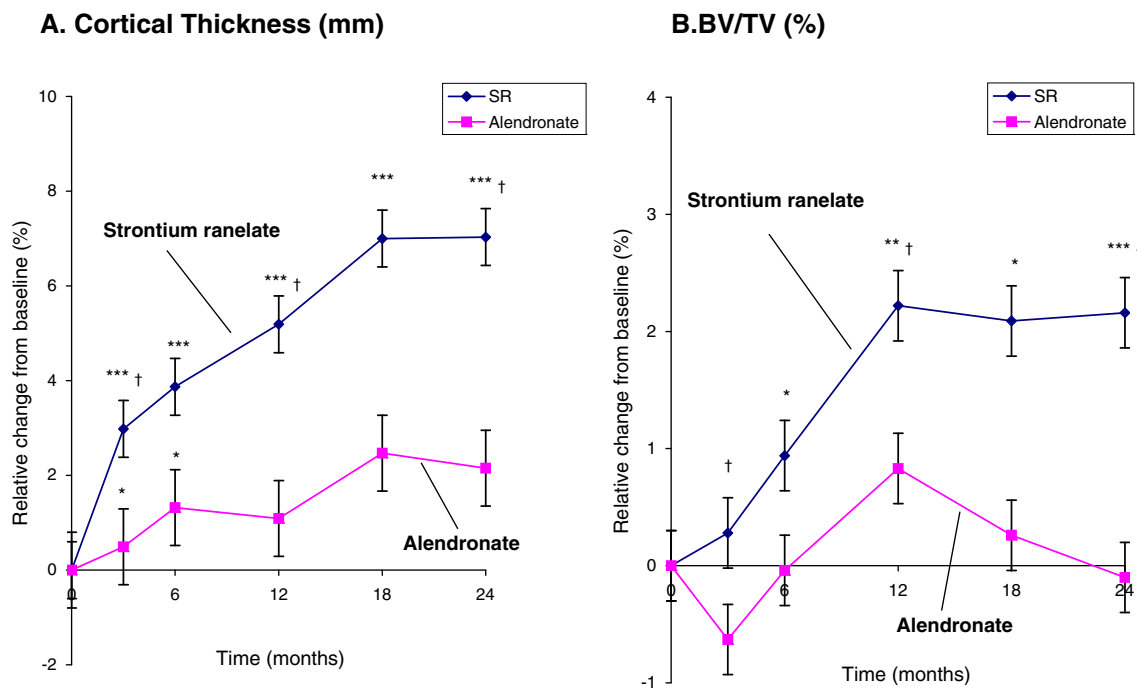 A. Cortical Thickness (mm)
SR
Alendronate
Relative change from baseline (%)
10
8
6
4
2
0
-2
*** †
***
*** †
***
*** †
*
*
Strontium ranelate
Alendronate
0
6
12
18
24
Time (months)
B.BV/TV (%)
SR
Alendronate
Relative change from baseline (%)
4
3
2
1
0
-1
†
*
** †
*
***
Strontium ranelate
Alendronate
0
6
12
18
24
Time (months)